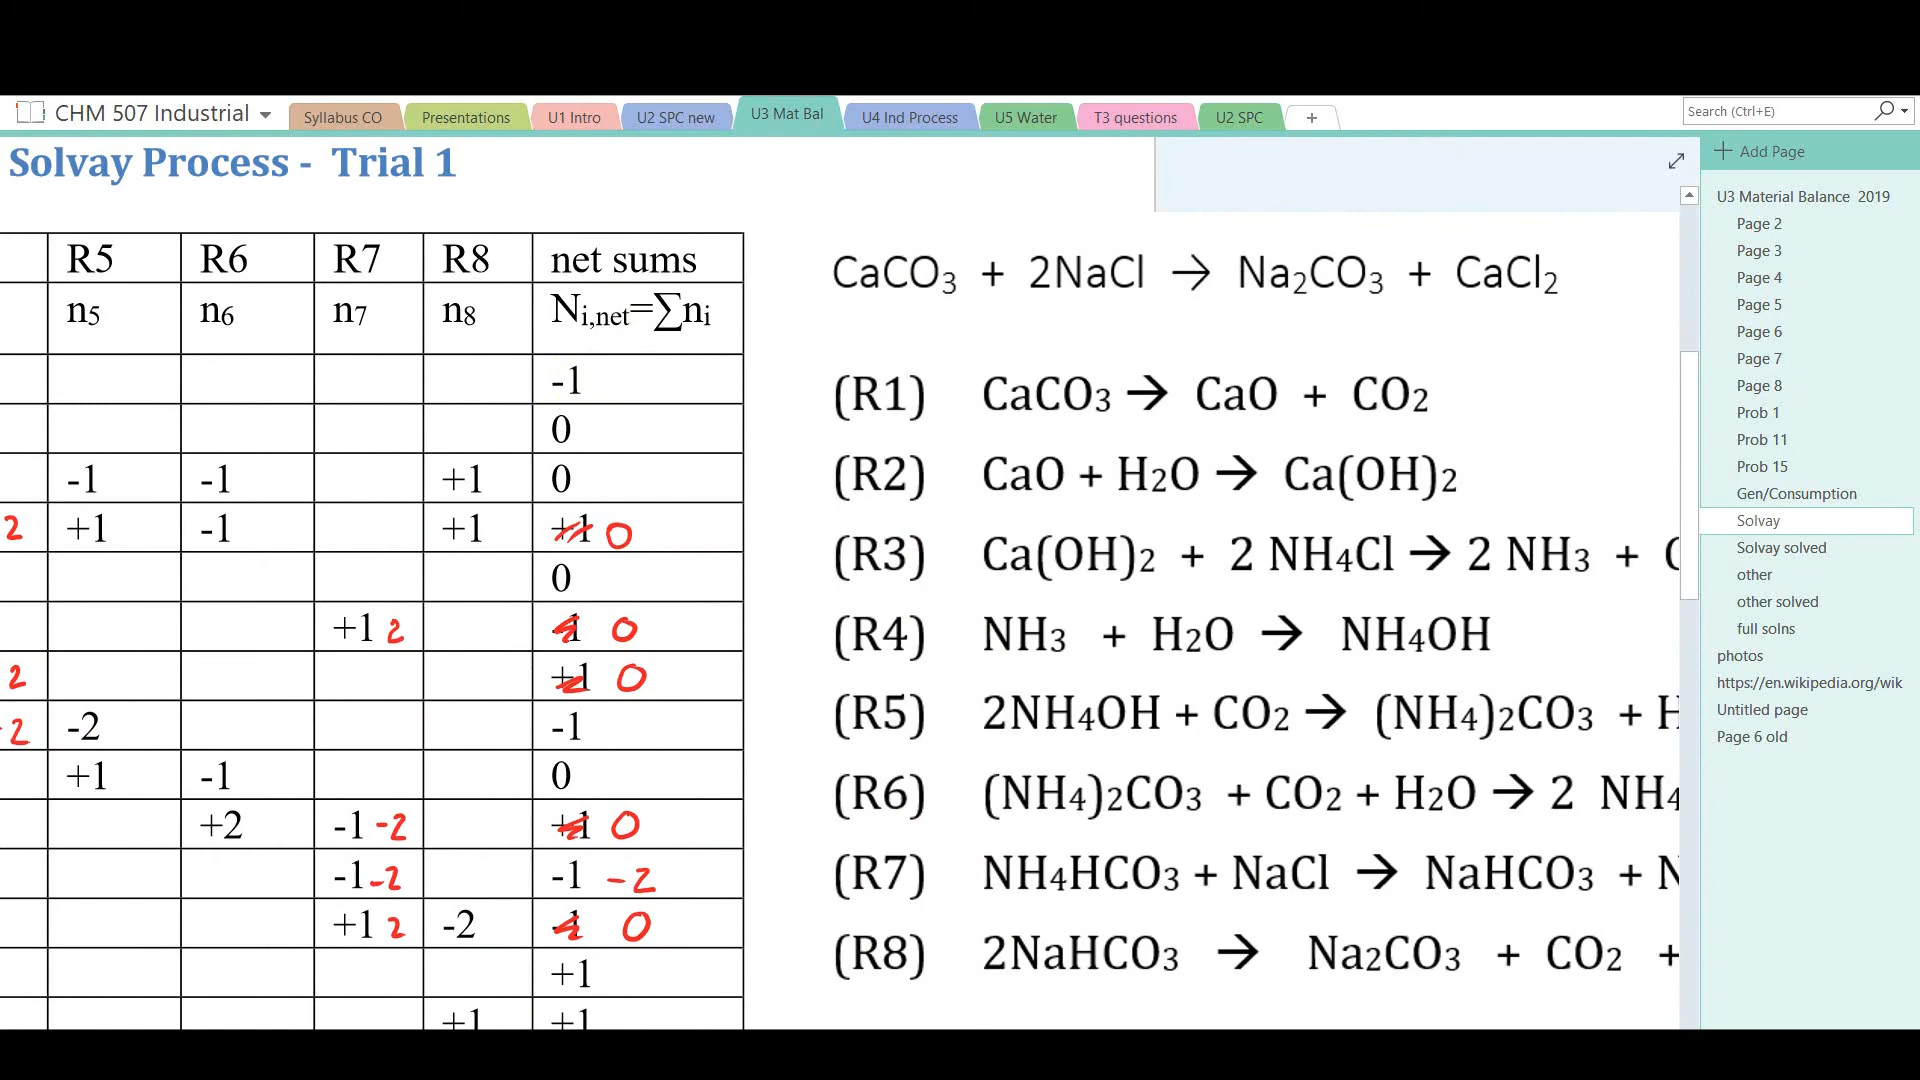 CHM 507 Industrial
Syllabus CO
Presentations
U1 Intro
U2 SPC new
U3 Mat Bal
U4 Ind Process
U5 Water
T3 questions
U2 SPC
+
Search (Ctrl+E)
Solvay Process - Trial 1
R5 R6 R7 R8 net sums
n5 n6 n7 n8 Ni,net=∑ni
-1
0
-1 -1 +1 0
2 +1 -1 +1 +1 0
0
+1 2 -1 0
2 +1 0
-2 -2 -1
+1 -1 0
+2 -1 -2 +1 0
-1 -2 -1 -2
+1 2 -2 -1 0
+1
+1 +1
CaCO3 + 2NaCl → Na2CO3 + CaCl2
(R1) CaCO3 → CaO + CO2
(R2) CaO + H2O → Ca(OH)2
(R3) Ca(OH)2 + 2 NH4Cl → 2 NH3 +
(R4) NH3 + H2O → NH4OH
(R5) 2NH4OH + CO2 → (NH4)2CO3 + H
(R6) (NH4)2CO3 + CO2 + H2O → 2 NH4
(R7) NH4HCO3 + NaCl → NaHCO3 + N
(R8) 2NaHCO3 → Na2CO3 + CO2 +
+ Add Page
U3 Material Balance 2019
Page 2
Page 3
Page 4
Page 5
Page 6
Page 7
Page 8
Prob 1
Prob 11
Prob 15
Gen/Consumption
Solvay
Solvay solved
other
other solved
full solns
photos
https://en.wikipedia.org/wik
Untitled page
Page 6 old